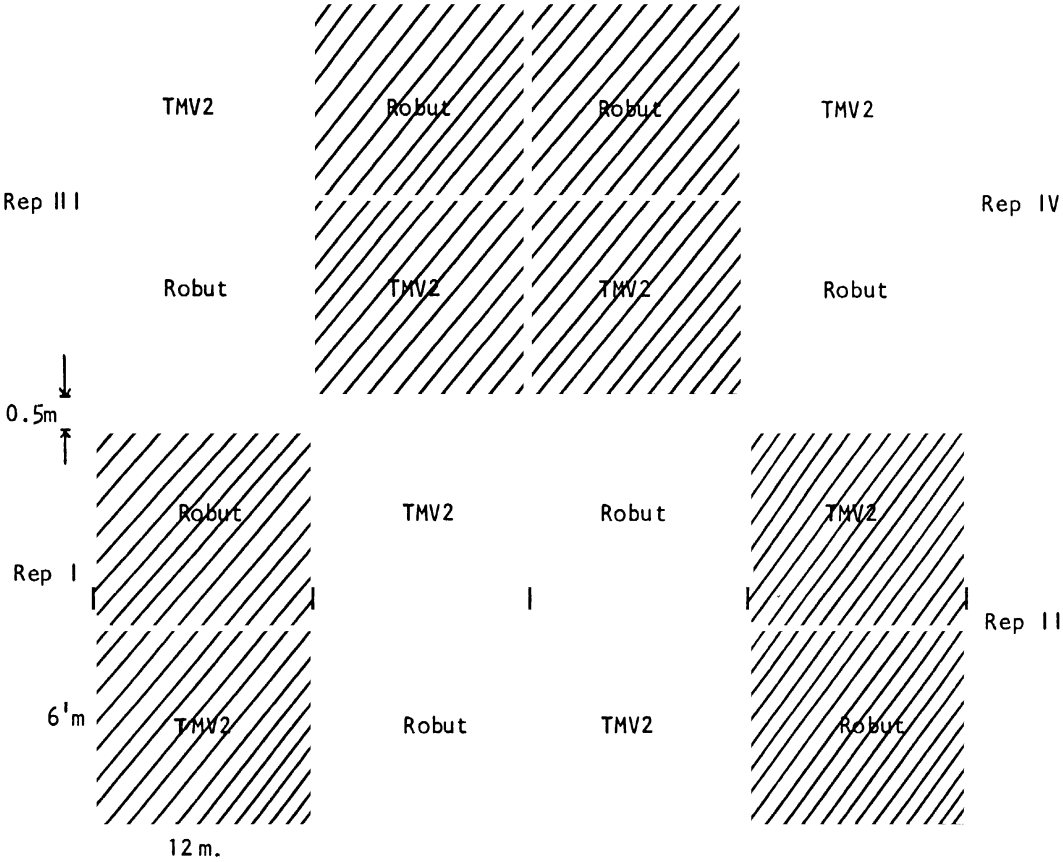 TMV2 Robut Robut TMV2
Rep III Rep IV
Robut TMV2 TMV2 Robut
0.5m
Robut TMV2 Robut TMV2
Rep I
Rep II
6'm TMV2 Robut TMV2 Robut
12m.